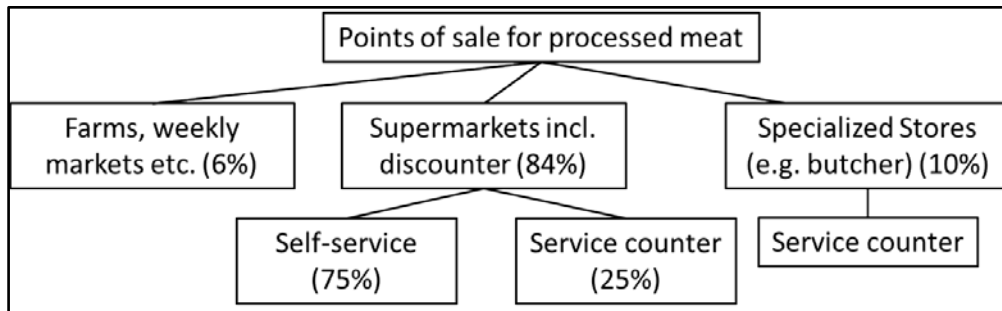 Points of sale for processed meat
Farms, weekly
markets etc. (6%)
Supermarkets incl.
discounter (84%)
Specialized Stores
(e.g. butcher) (10%)
Self-service
(75%)
Service counter
(25%)
Service counter